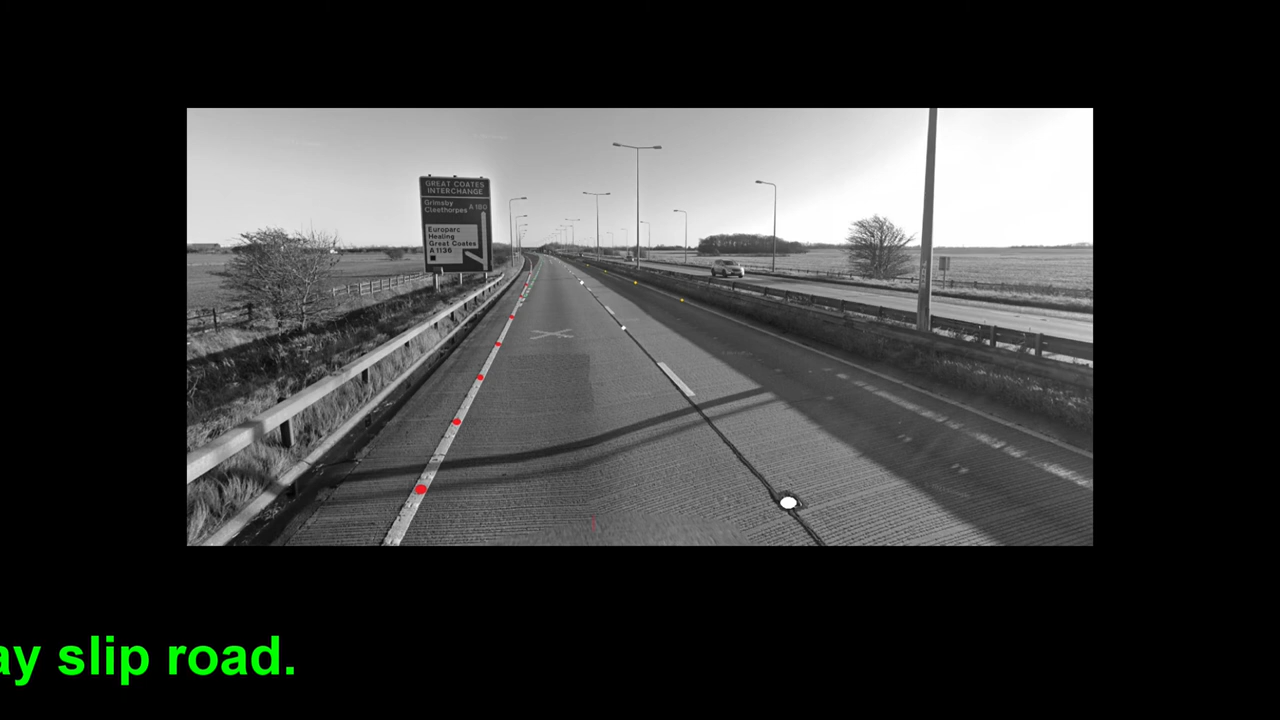 GREAT COATES
INTERCHANGE
Grimsby
Cleethorpes A 180
Europarc
Healing
Great Coates
A 1136
ay slip road.